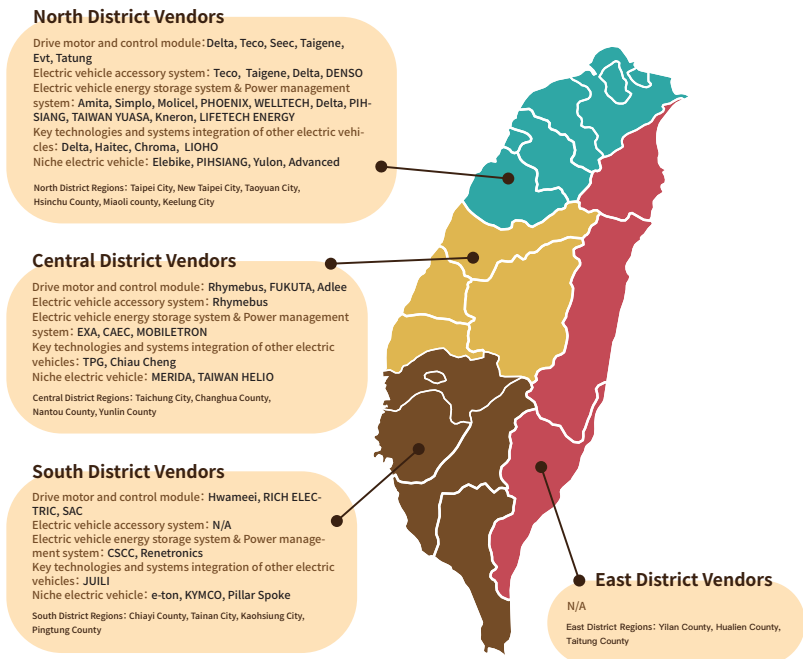 North District Vendors
Drive motor and control module: Delta, Teco, Seec, Taigene,
Evt, Tatung
Electric vehicle accessory system: Teco, Taigene, Delta, DENSO
Electric vehicle energy storage system & Power management
system: Amita, Simplo, Molicel, PHOENIX, WELLTECH, Delta, PIH-
SIANG, TAIWAN YUASA, Kneron, LIFETECH ENERGY
Key technologies and systems integration of other electric vehi-
cles: Delta, Haitec, Chroma, LIOHO
Niche electric vehicle: Elebike, PIHSIANG, Yulon, Advanced
North District Regions: Taipei City, New Taipei City, Taoyuan City,
Hsinchu County, Miaoli county, Keelung City
Central District Vendors
Drive motor and control module: Rhymebus, FUKUTA, Adlee
Electric vehicle accessory system: Rhymebus
Electric vehicle energy storage system & Power management
system: EXA, CAEC, MOBILETRON
Key technologies and systems integration of other electric
vehicles: TPG, Chiau Cheng
Niche electric vehicle: MERIDA, TAIWAN HELIO
Central District Regions: Taichung City, Changhua County,
Nantou County, Yunlin County
South District Vendors
Drive motor and control module: Hwameei, RICH ELEC-
TRIC, SAC
Electric vehicle accessory system: N/A
Electric vehicle energy storage system & Power manage-
ment system: CSCC, Renetronics
Key technologies and systems integration of other electric
vehicles: JUILI
Niche electric vehicle: e-ton, KYMCO, Pillar Spoke
South District Regions: Chiayi County, Tainan City, Kaohsiung City,
Pingtung County
East District Vendors
N/A
East District Regions: Yilan County, Hualien County,
Taitung County